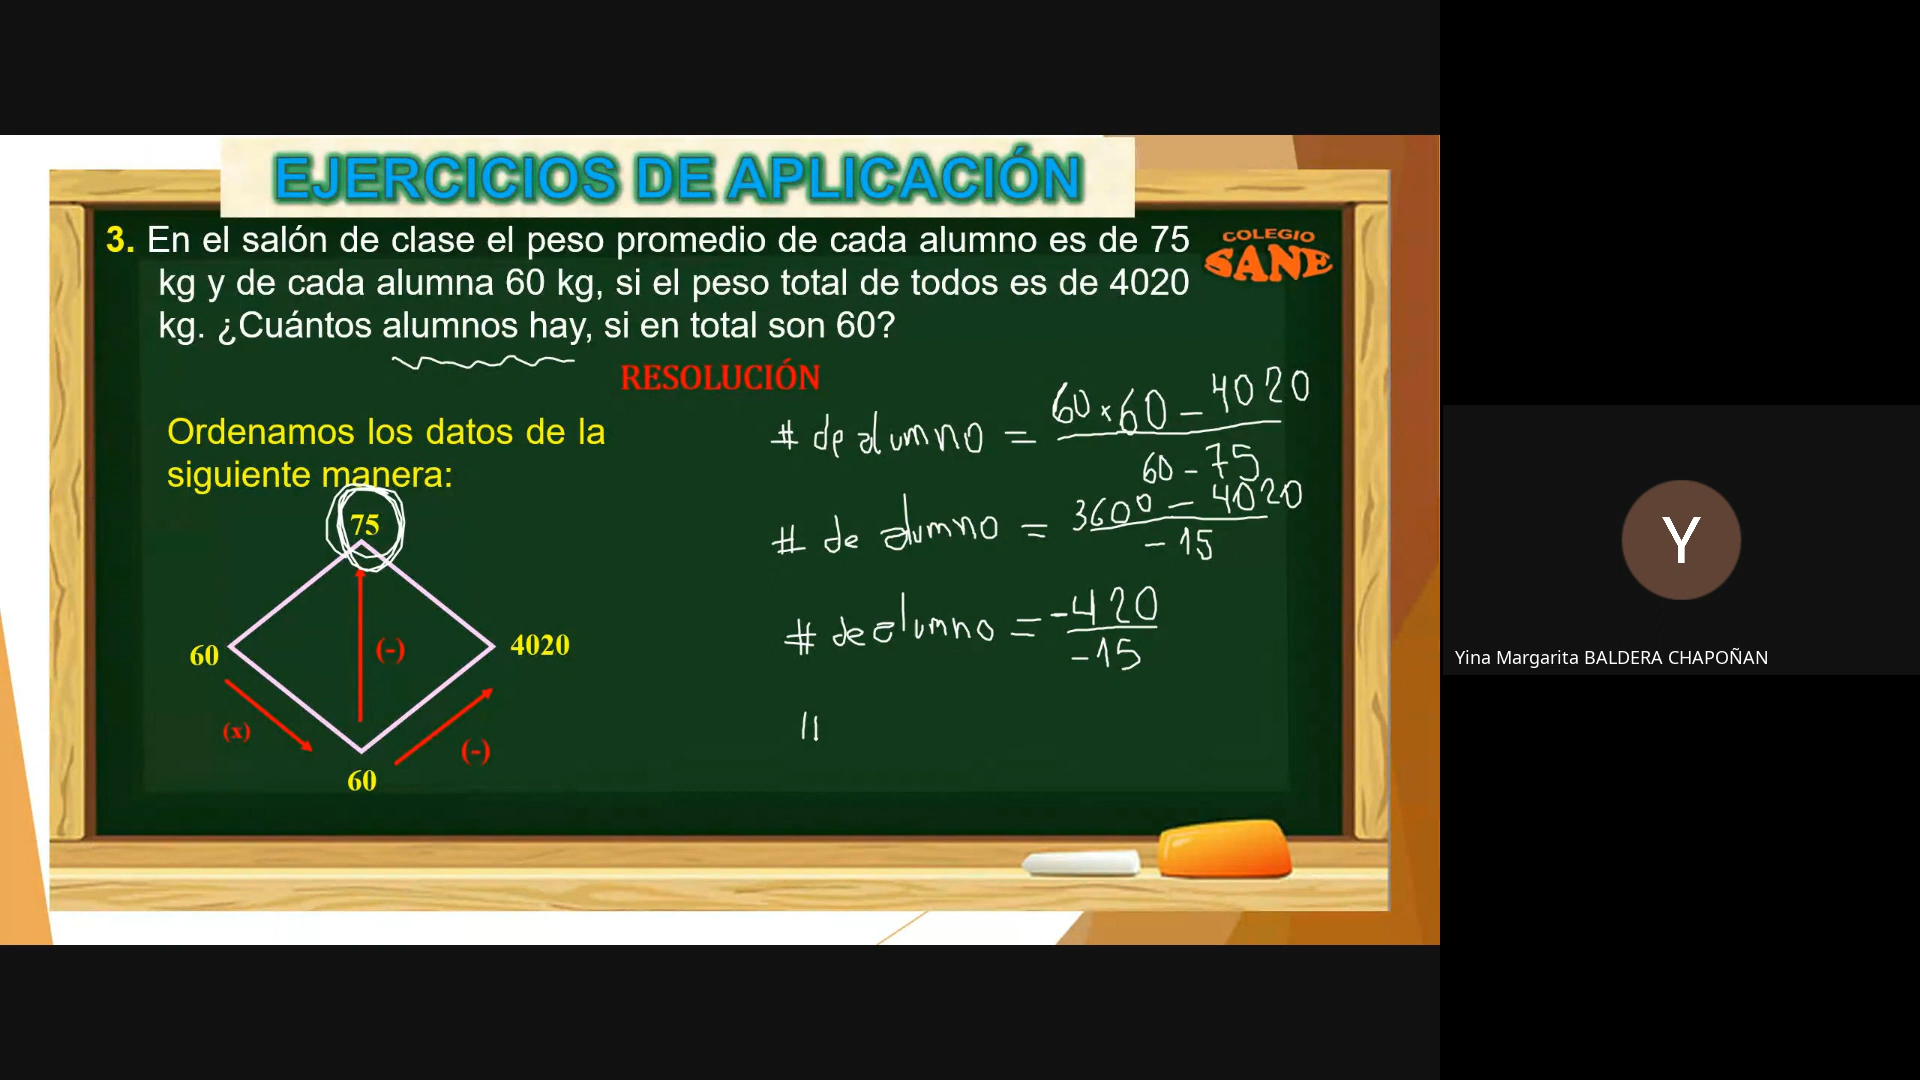 EJERCICIOS DE APLICACIÓN
COLEGIO
SANE
3. En el salón de clase el peso promedio de cada alumno es de 75
kg y de cada alumna 60 kg, si el peso total de todos es de 4020
kg. ¿Cuántos alumnos hay, si en total son 60?
RESOLUCIÓN
Ordenamos los datos de la
siguiente manera:
75
60
4020
(-)
(x)
(-)
60
# de alumno = 60 × 60 - 4020
60 - 75
# de alumno = 3600 - 4020
- 15
# de alumno = -420
-15
Y
Yina Margarita BALDERA CHAPOÑAN